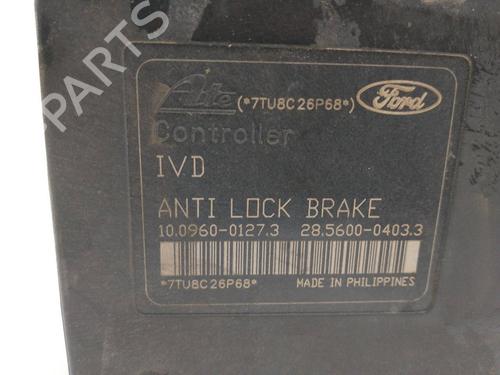 PARTS
Ate (*7TU8C26P68*) Ford
Controller
IVD
ANTI LOCK BRAKE
10.0960-0127.3 28.5600-0403.3
*7TU8C26P68* MADE IN PHILIPPINES